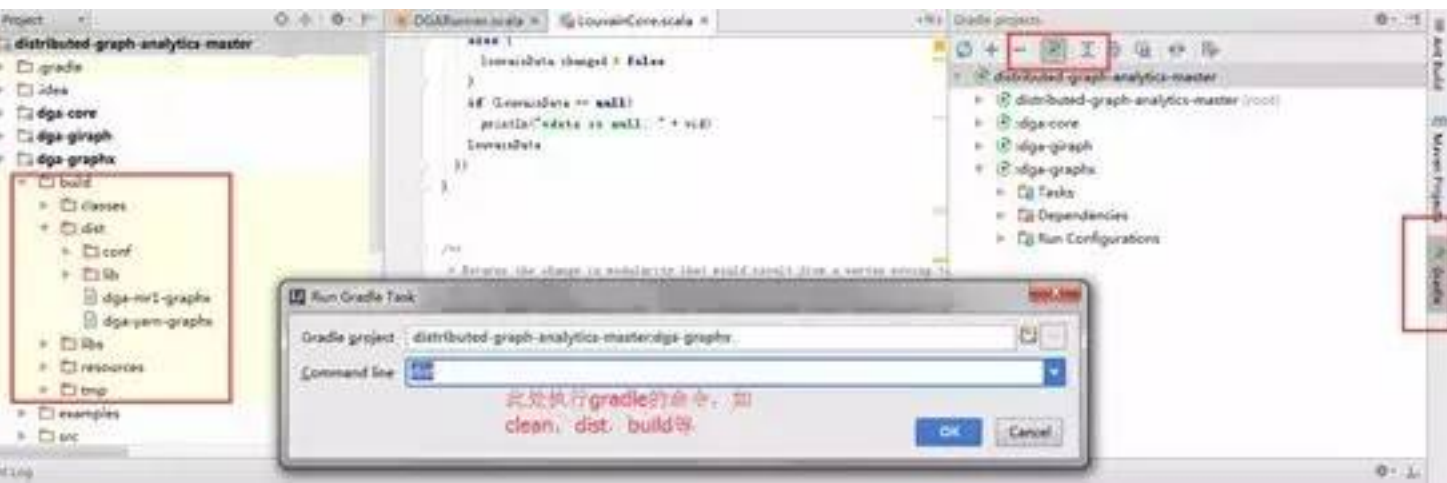 Project
DGARunner.scala
LouvainCore.scala
Gradle projects
distributed-graph-analytics-master
.gradle
.idea
dga-core
dga-giraph
dga-graphx
build
classes
dist
conf
lib
dga-mr1-graphx
dga-yarn-graphx
libs
resources
tmp
examples
src
else {
louvainData.changed = false
}
if (louvainData == null)
println("vdata is null: " + vid)
louvainData
})
}
/**
distributed-graph-analytics-master
distributed-graph-analytics-master (root)
:dga-core
:dga-giraph
:dga-graphx
Tasks
Dependencies
Run Configurations
Ant Build
Maven Projects
Gradle
Run Gradle Task
Gradle project
distributed-graph-analytics-master:dga-graphx
Command line
此处执行gradle的命令，如
clean、dist、build等
OK
Cancel